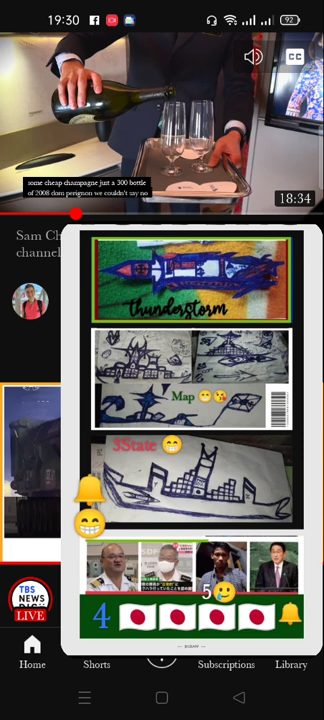 19:30
92
CC
some cheap champagne just a 300 bottle
of 2008 dom perignon we couldn't say no
18:34
Sam Ch
channel
thunderstorm
Map 😁😘
3State 😁
🔔
😁
5🥲
4 🇯🇵🇯🇵🇯🇵🇯🇵🔔
TBS
NEWS
LIVE
Home
Shorts
Subscriptions
Library